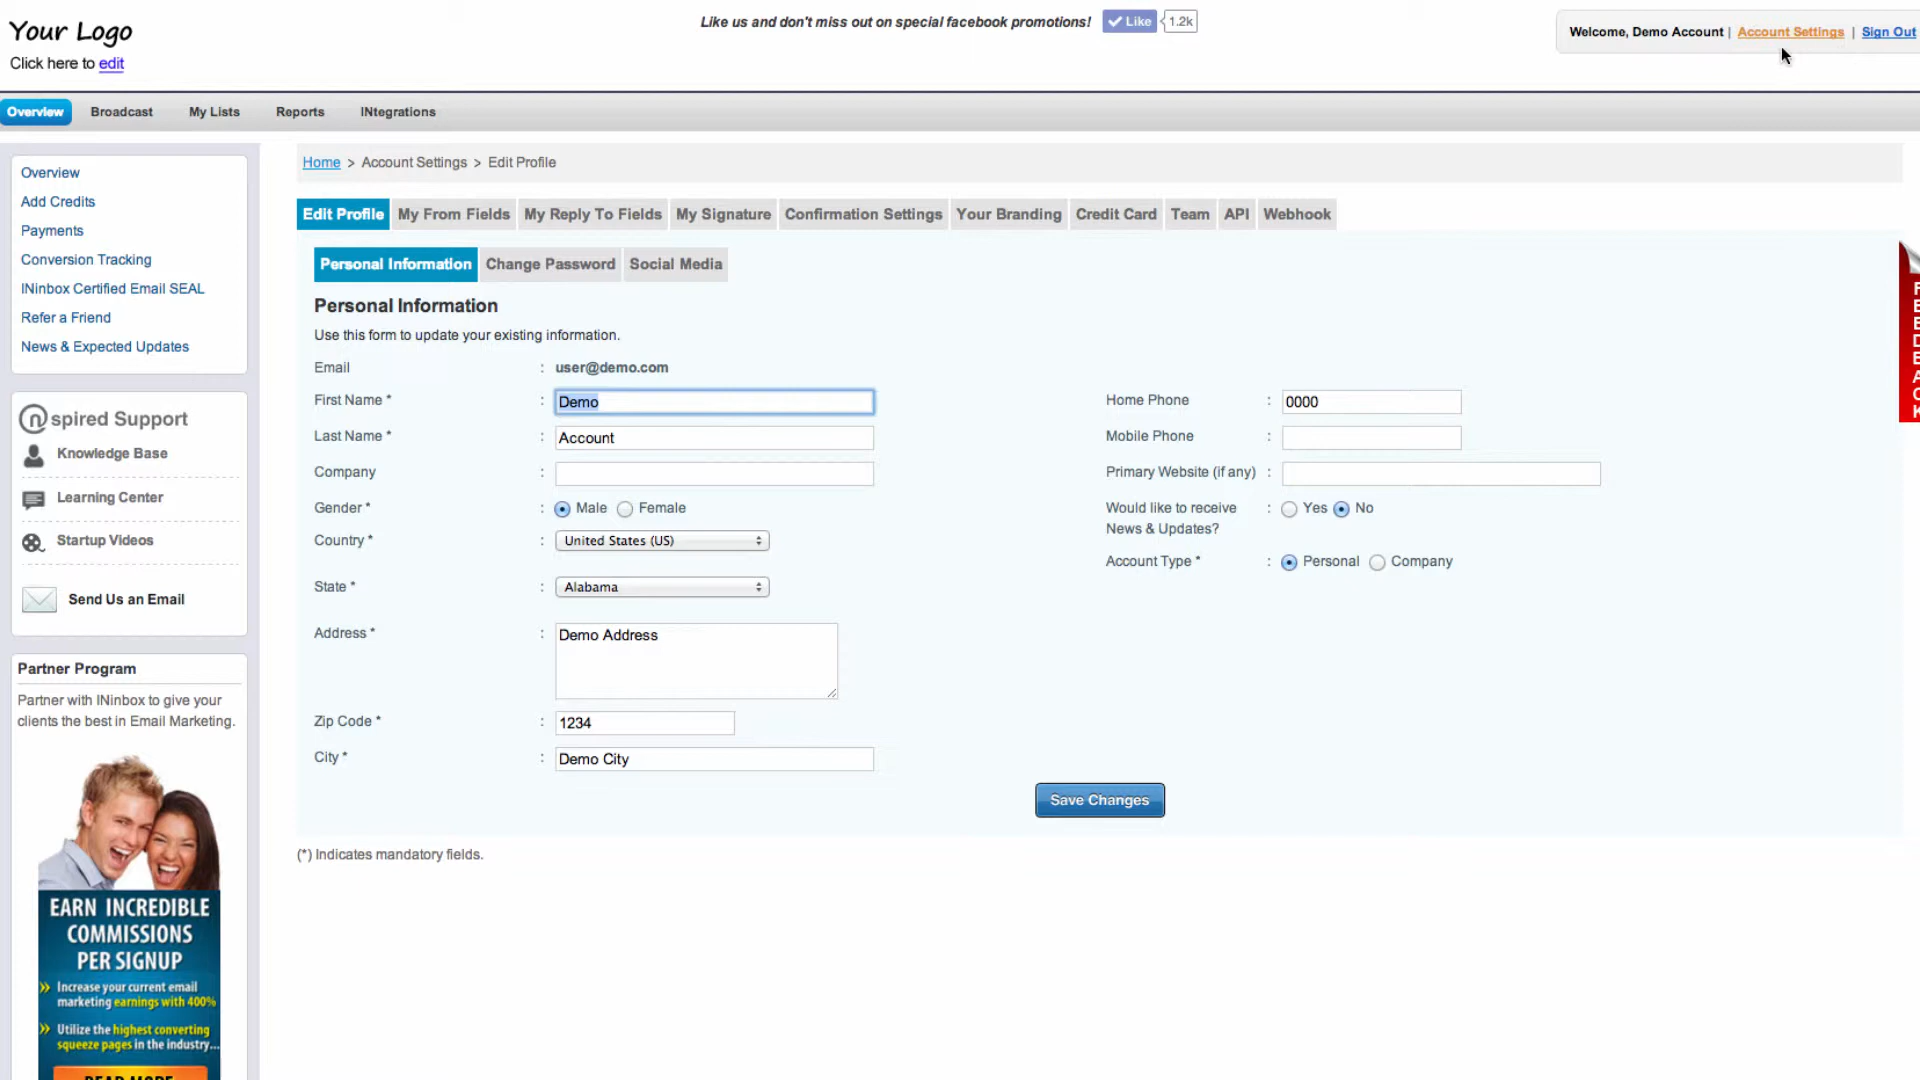 Your Logo
Click here to edit
Like us and don't miss out on special facebook promotions!
Like
1.2k
Welcome, Demo Account | Account Settings | Sign Out
Overview
Broadcast
My Lists
Reports
INtegrations
Overview
Add Credits
Payments
Conversion Tracking
INinbox Certified Email SEAL
Refer a Friend
News & Expected Updates
nspired Support
Knowledge Base
Learning Center
Startup Videos
Send Us an Email
Partner Program
Partner with INinbox to give your
clients the best in Email Marketing.
EARN INCREDIBLE
COMMISSIONS
PER SIGNUP
» Increase your current email
marketing earnings with 400%
» Utilize the highest converting
squeeze pages in the industry...
READ MORE
Home > Account Settings > Edit Profile
Edit Profile
My From Fields
My Reply To Fields
My Signature
Confirmation Settings
Your Branding
Credit Card
Team
API
Webhook
Personal Information
Change Password
Social Media
Personal Information
Use this form to update your existing information.
Email : user@demo.com
First Name * : Demo
Last Name * : Account
Company :
Gender * : Male Female
Country * : United States (US)
State * : Alabama
Address * : Demo Address
Zip Code * : 1234
City * : Demo City
Home Phone : 0000
Mobile Phone :
Primary Website (if any) :
Would like to receive : Yes No
News & Updates?
Account Type * : Personal Company
Save Changes
(*) Indicates mandatory fields.
FEEDBACK